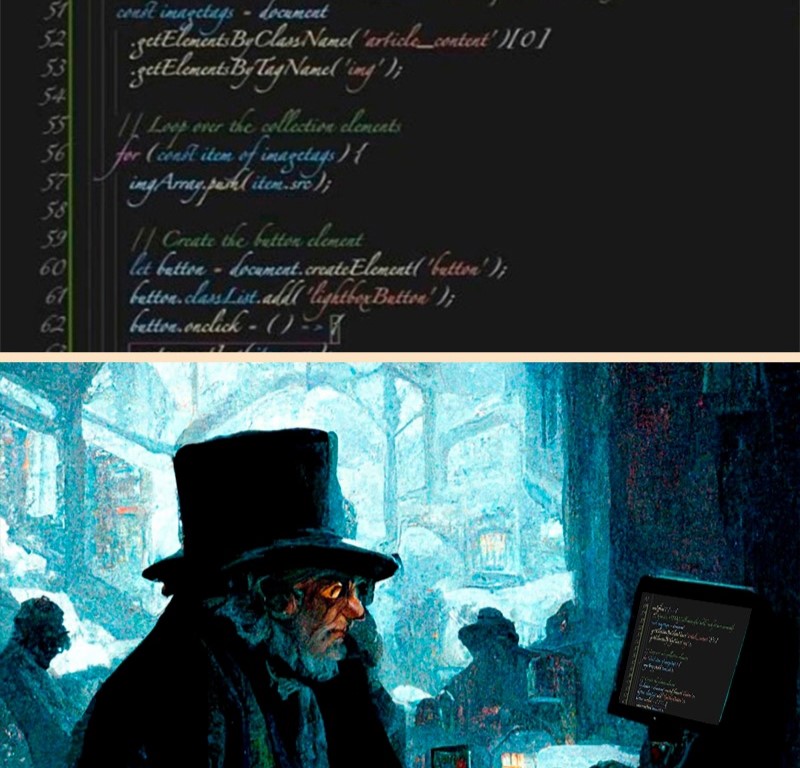 51 const imagetags = document
52 .getElementsByClassName( 'article_content' )[0]
53 .getElementsByTagName( 'img' );
54
55 // Loop over the collection elements
56 for ( const item of imagetags ) {
57 imgArray.push( item.src );
58
59 // Create the button element
60 let button = document.createElement( 'button' );
61 button.classList.add( 'lightboxButton' );
62 button.onclick = ( ) => {